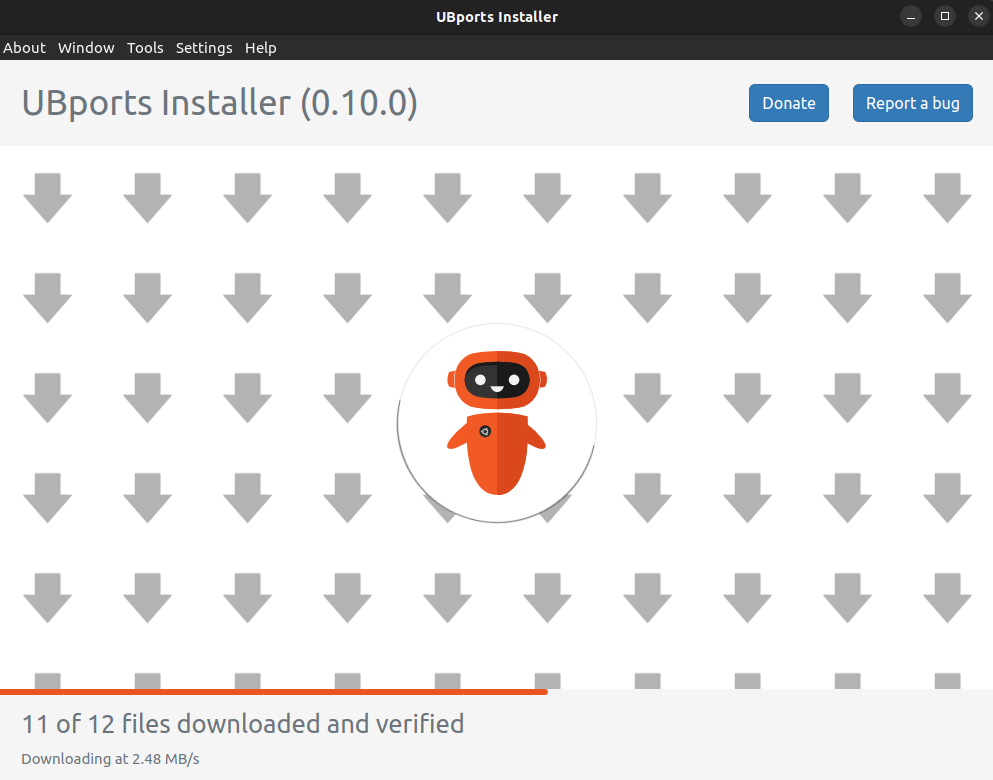 UBports Installer
About Window Tools Settings Help
UBports Installer (0.10.0)
Donate
Report a bug
11 of 12 files downloaded and verified
Downloading at 2.48 MB/s